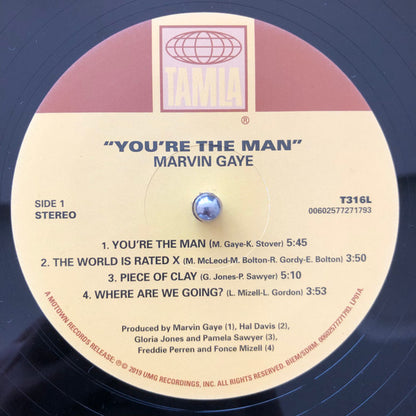 TAMLA
®
"YOU'RE THE MAN"
MARVIN GAYE
SIDE 1
STEREO
T316L
00602577271793
1. YOU'RE THE MAN (M. Gaye-K. Stover) 5:45
2. THE WORLD IS RATED X (M. McLeod-M. Bolton-R. Gordy-E. Bolton) 3:50
3. PIECE OF CLAY (G. Jones-P. Sawyer) 5:10
4. WHERE ARE WE GOING? (L. Mizell-L. Gordon) 3:53
Produced by Marvin Gaye (1), Hal Davis (2),
Gloria Jones and Pamela Sawyer (3),
Freddie Perren and Fonce Mizell (4)
A MOTOWN RECORDS RELEASE; ℗© 2019 UMG RECORDINGS, INC. ALL RIGHTS RESERVED. BIEM/SDRM. 00602577271793. LP01A.